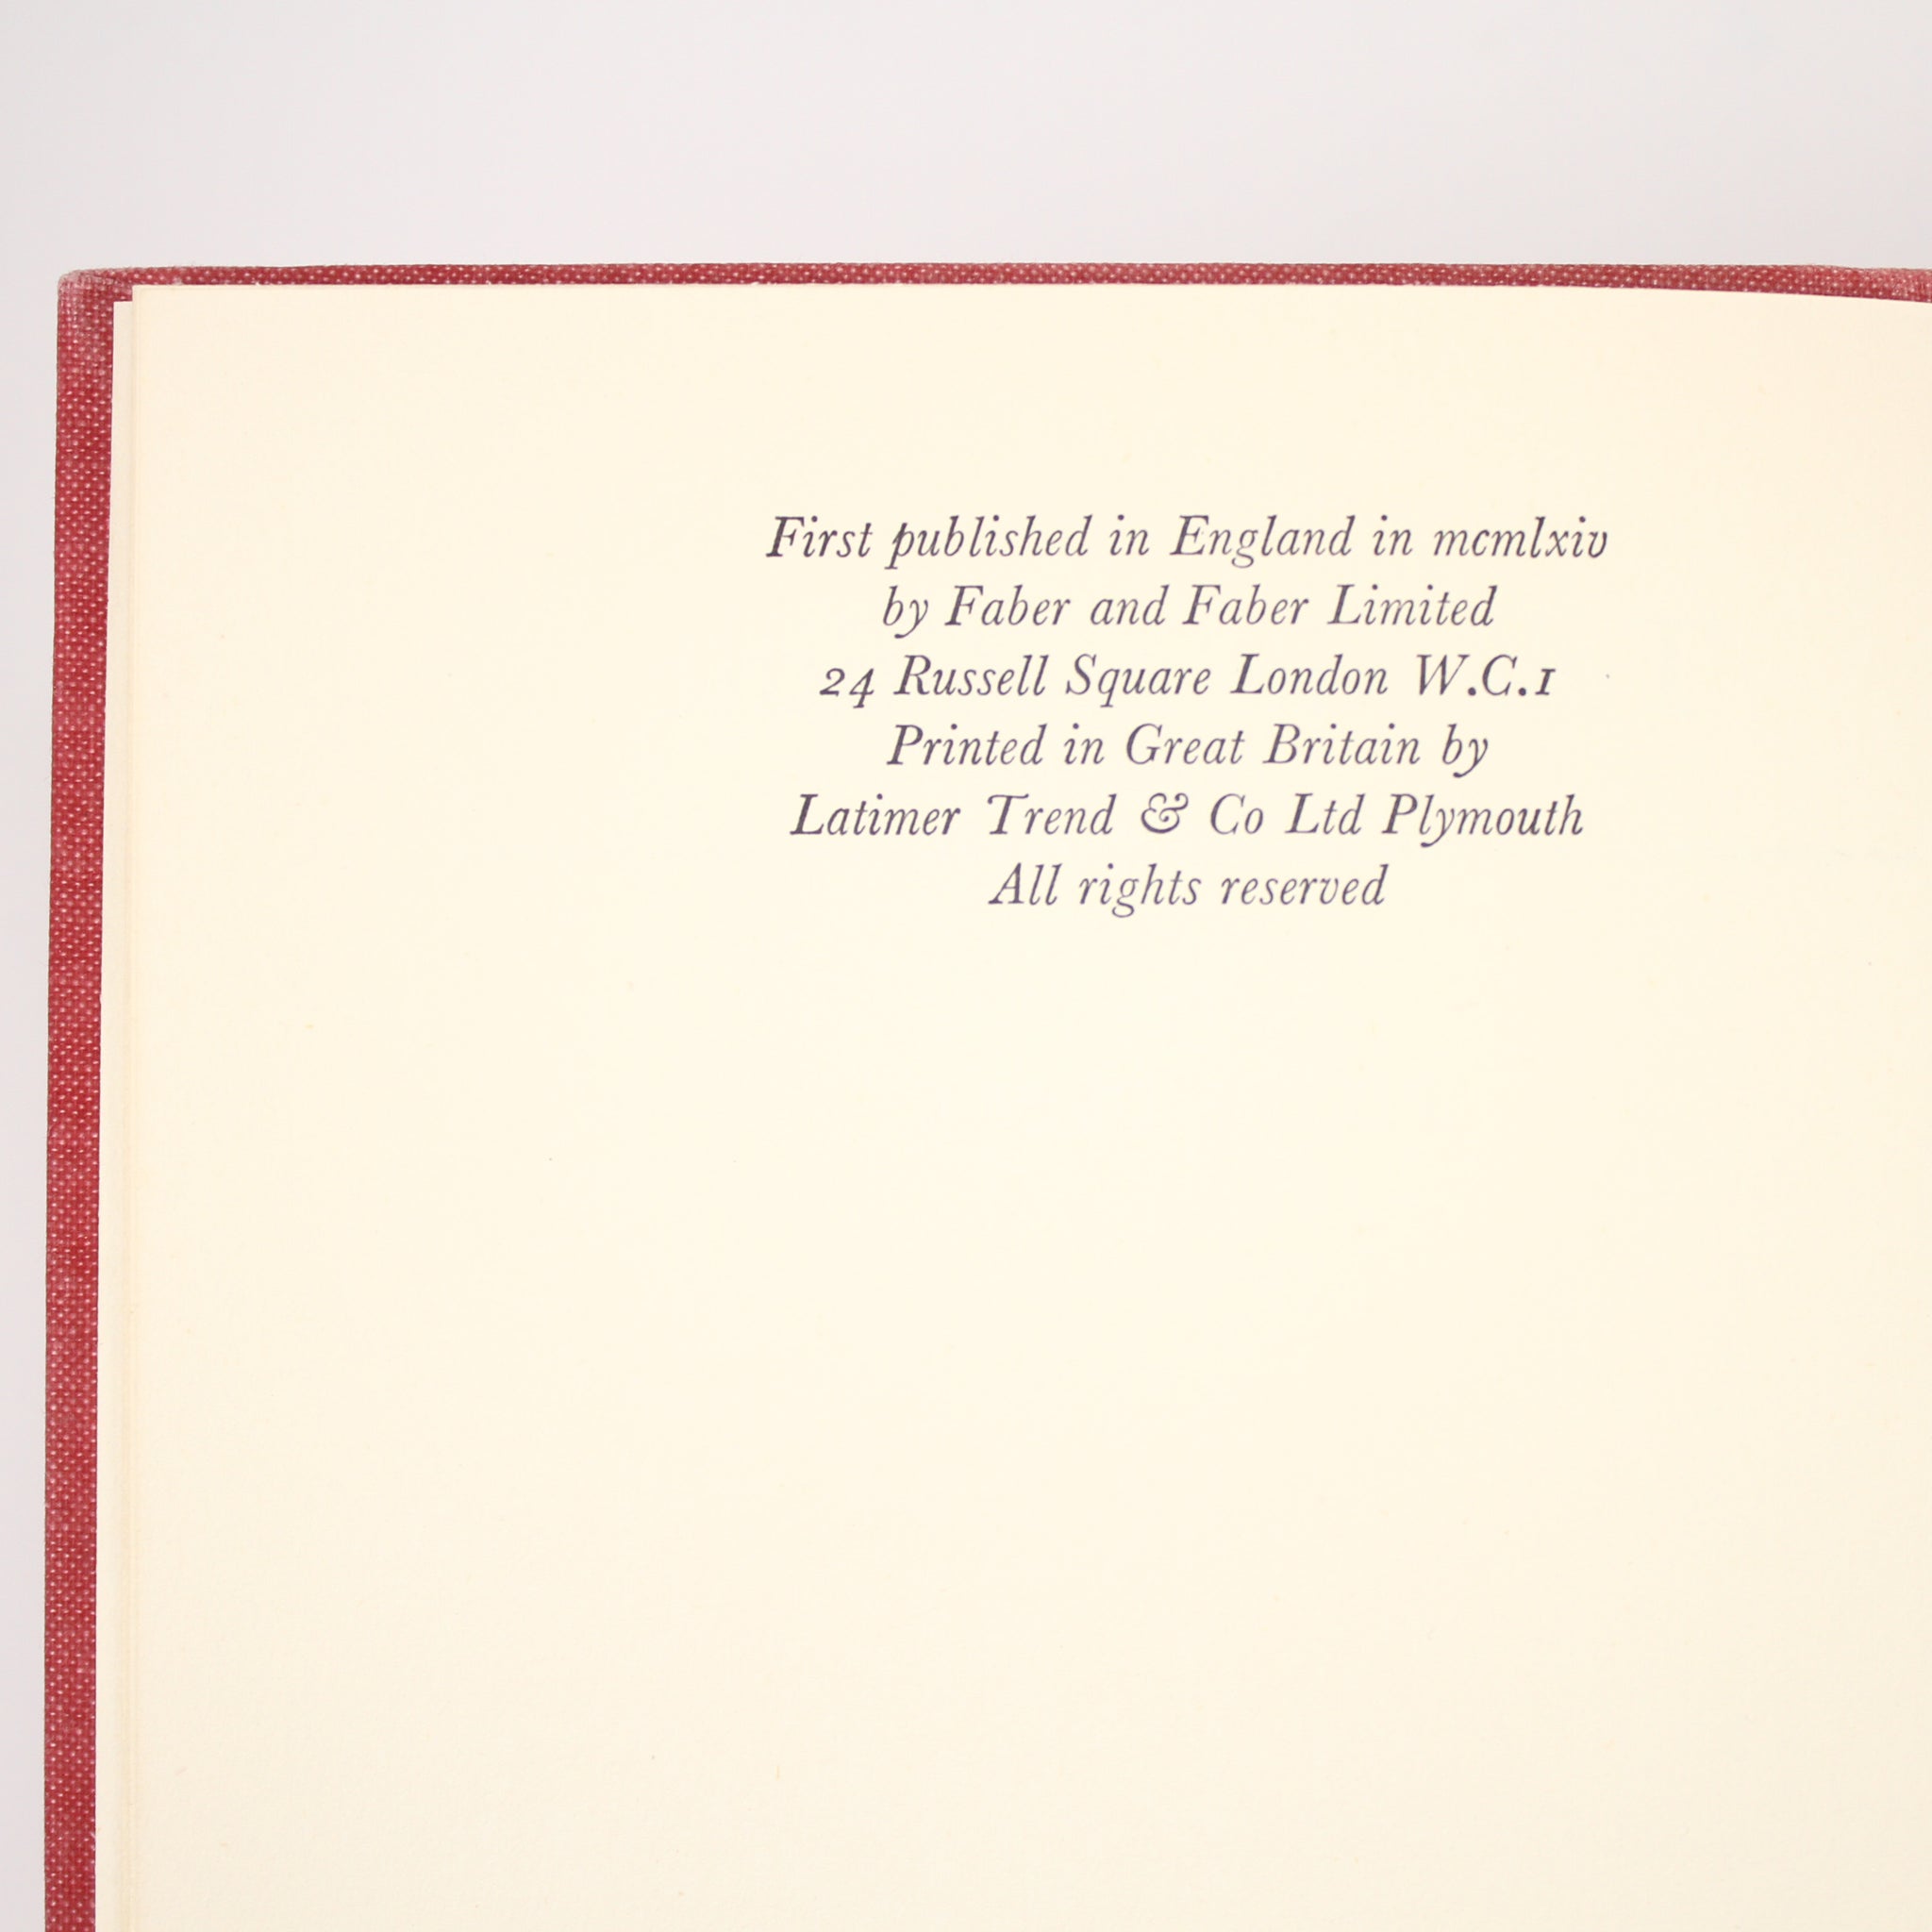 First published in England in mcmlxiv
by Faber and Faber Limited
24 Russell Square London W.C.1
Printed in Great Britain by
Latimer Trend & Co Ltd Plymouth
All rights reserved